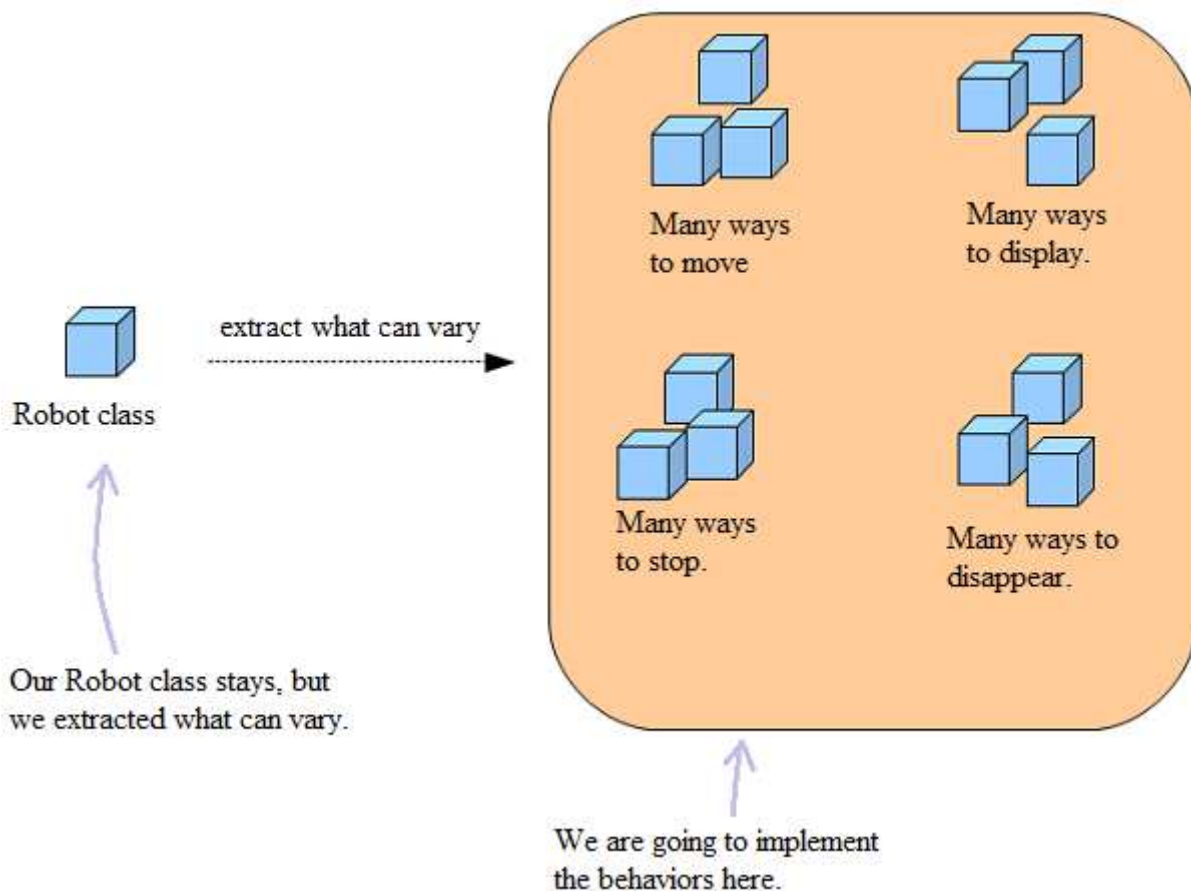 Many ways
to move
Many ways
to display.
extract what can vary
Robot class
Many ways
to stop.
Many ways to
disappear.
Our Robot class stays, but
we extracted what can vary.
We are going to implement
the behaviors here.